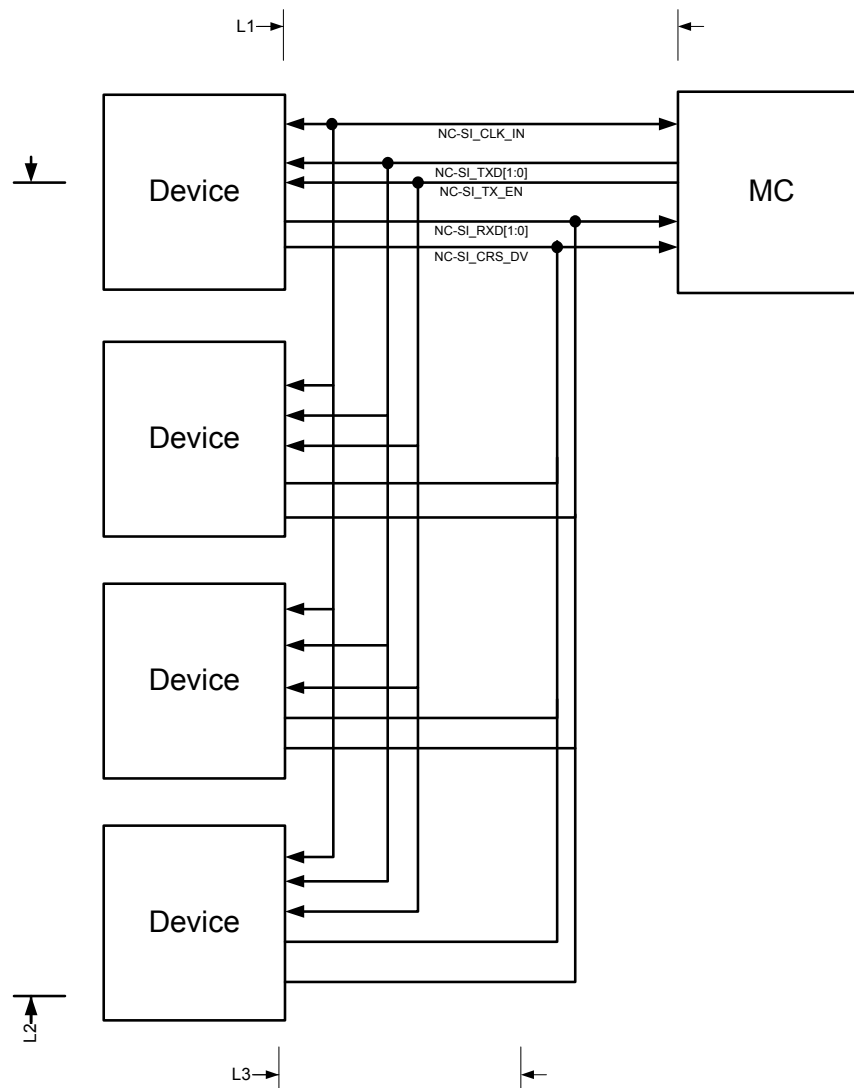 L1
NC-SI_CLK_IN
Device
NC-SI_TXD[1:0]
NC-SI_TX_EN
MC
NC-SI_RXD[1:0]
NC-SI_CRS_DV
Device
Device
Device
L2
L3